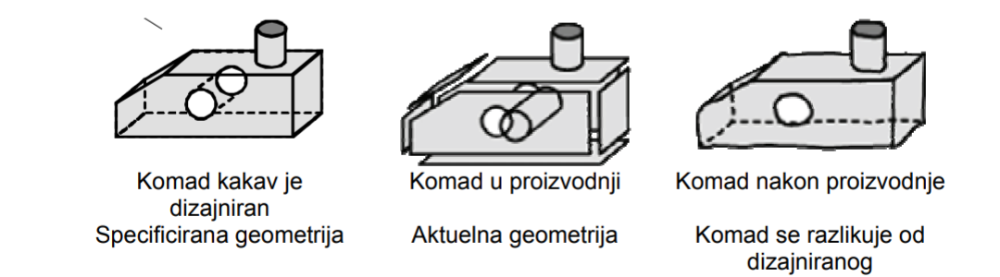 Komad kakav je
dizajniran
Specificirana geometrija
Komad u proizvodnji
Aktuelna geometrija
Komad nakon proizvodnje
Komad se razlikuje od
dizajniranog